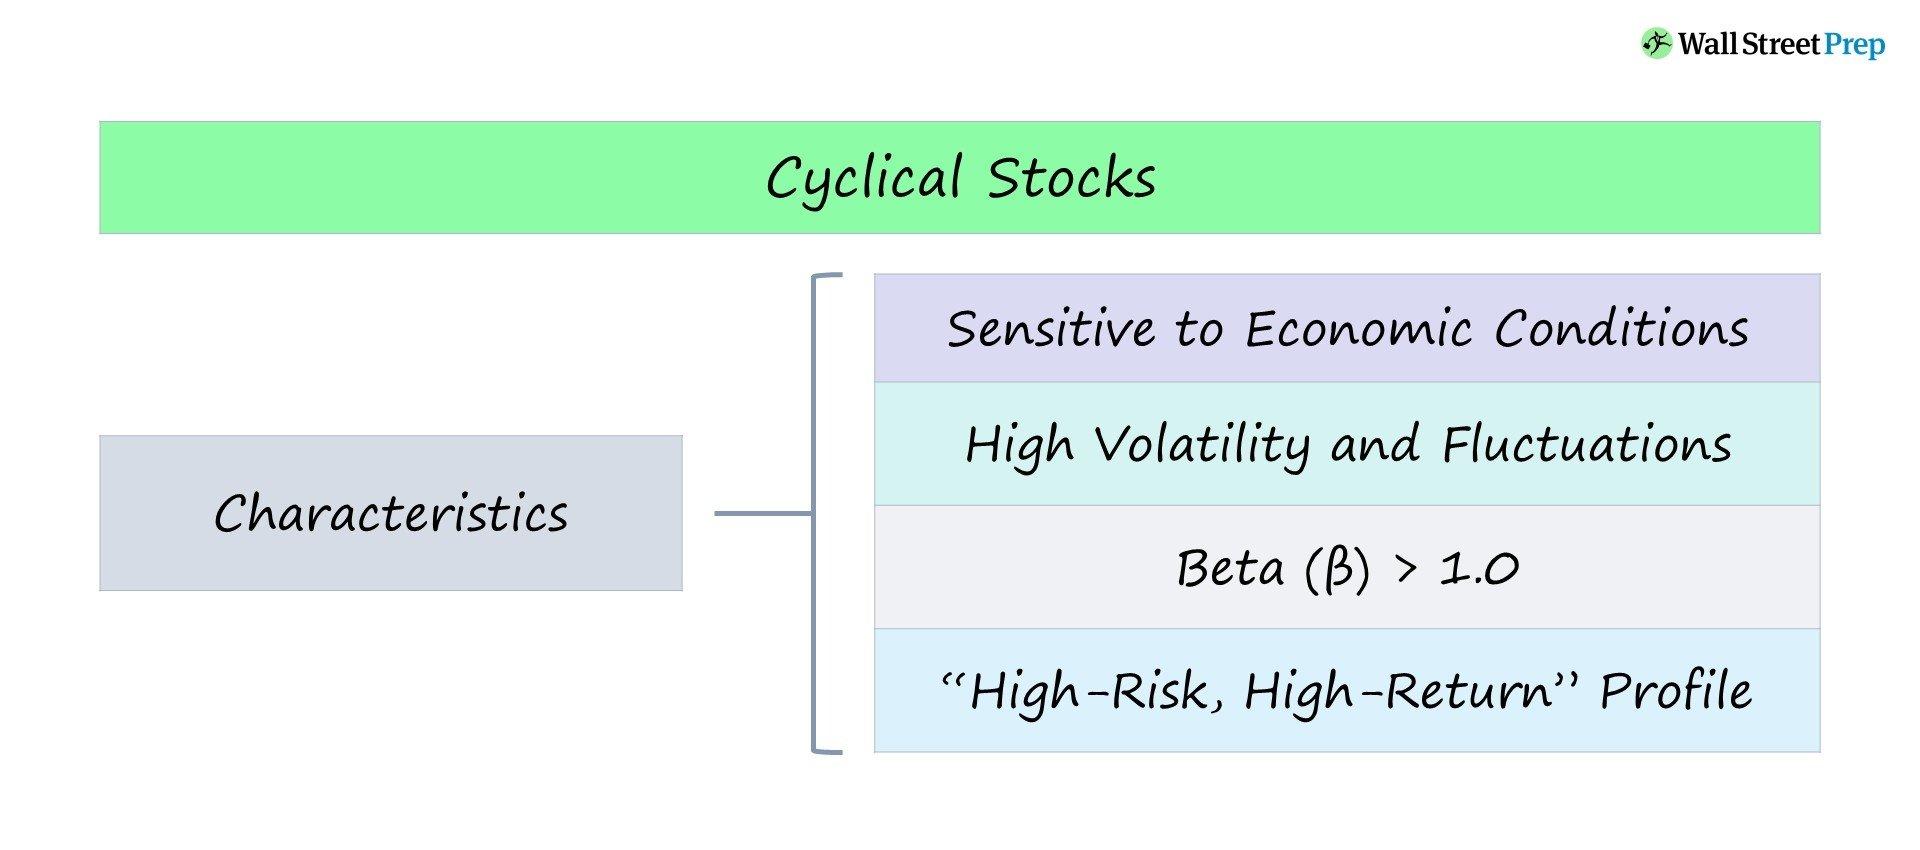 Wall Street Prep
Cyclical Stocks
Sensitive to Economic Conditions
High Volatility and Fluctuations
Characteristics
Beta (β) > 1.0
“High-Risk, High-Return” Profile